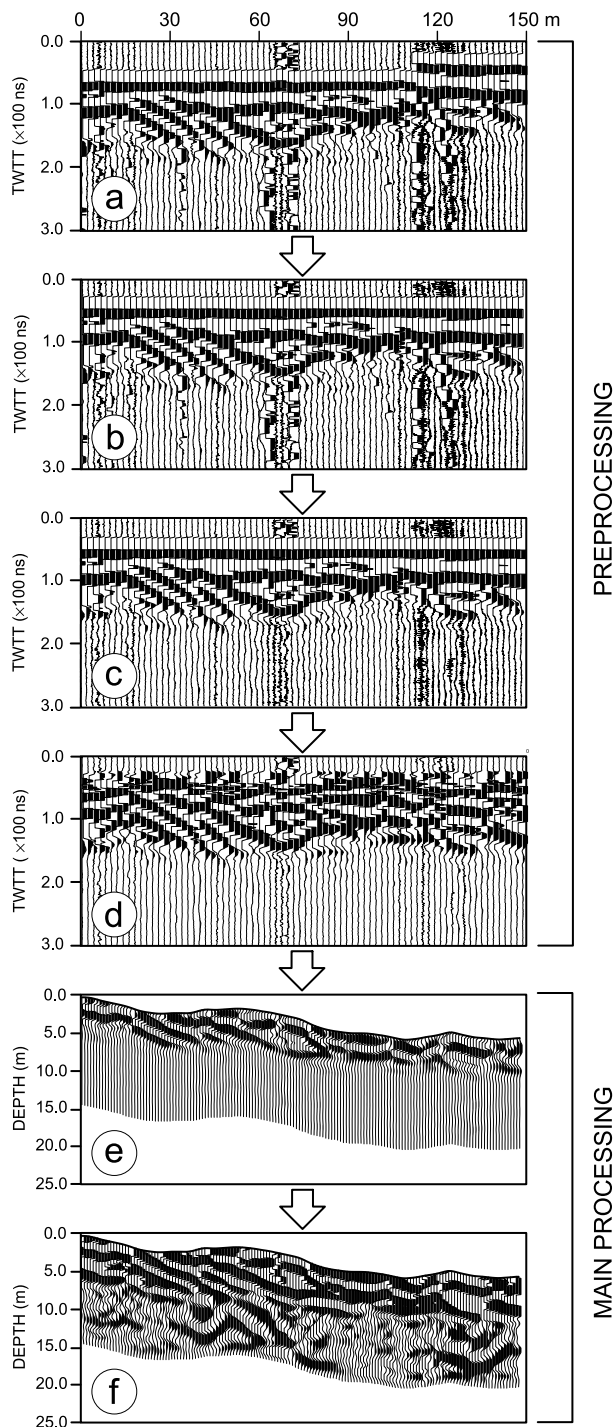 0 30 60 90 120 150 m
0.0
1.0
2.0
3.0
TWTT (×100 ns)
a
0.0
1.0
2.0
3.0
TWTT (×100 ns)
b
0.0
1.0
2.0
3.0
TWTT (×100 ns)
c
0.0
1.0
2.0
3.0
TWTT ( ×100 ns)
d
PREPROCESSING
0.0
5.0
10.0
15.0
20.0
25.0
DEPTH (m)
e
0.0
5.0
10.0
15.0
20.0
25.0
DEPTH (m)
f
MAIN PROCESSING